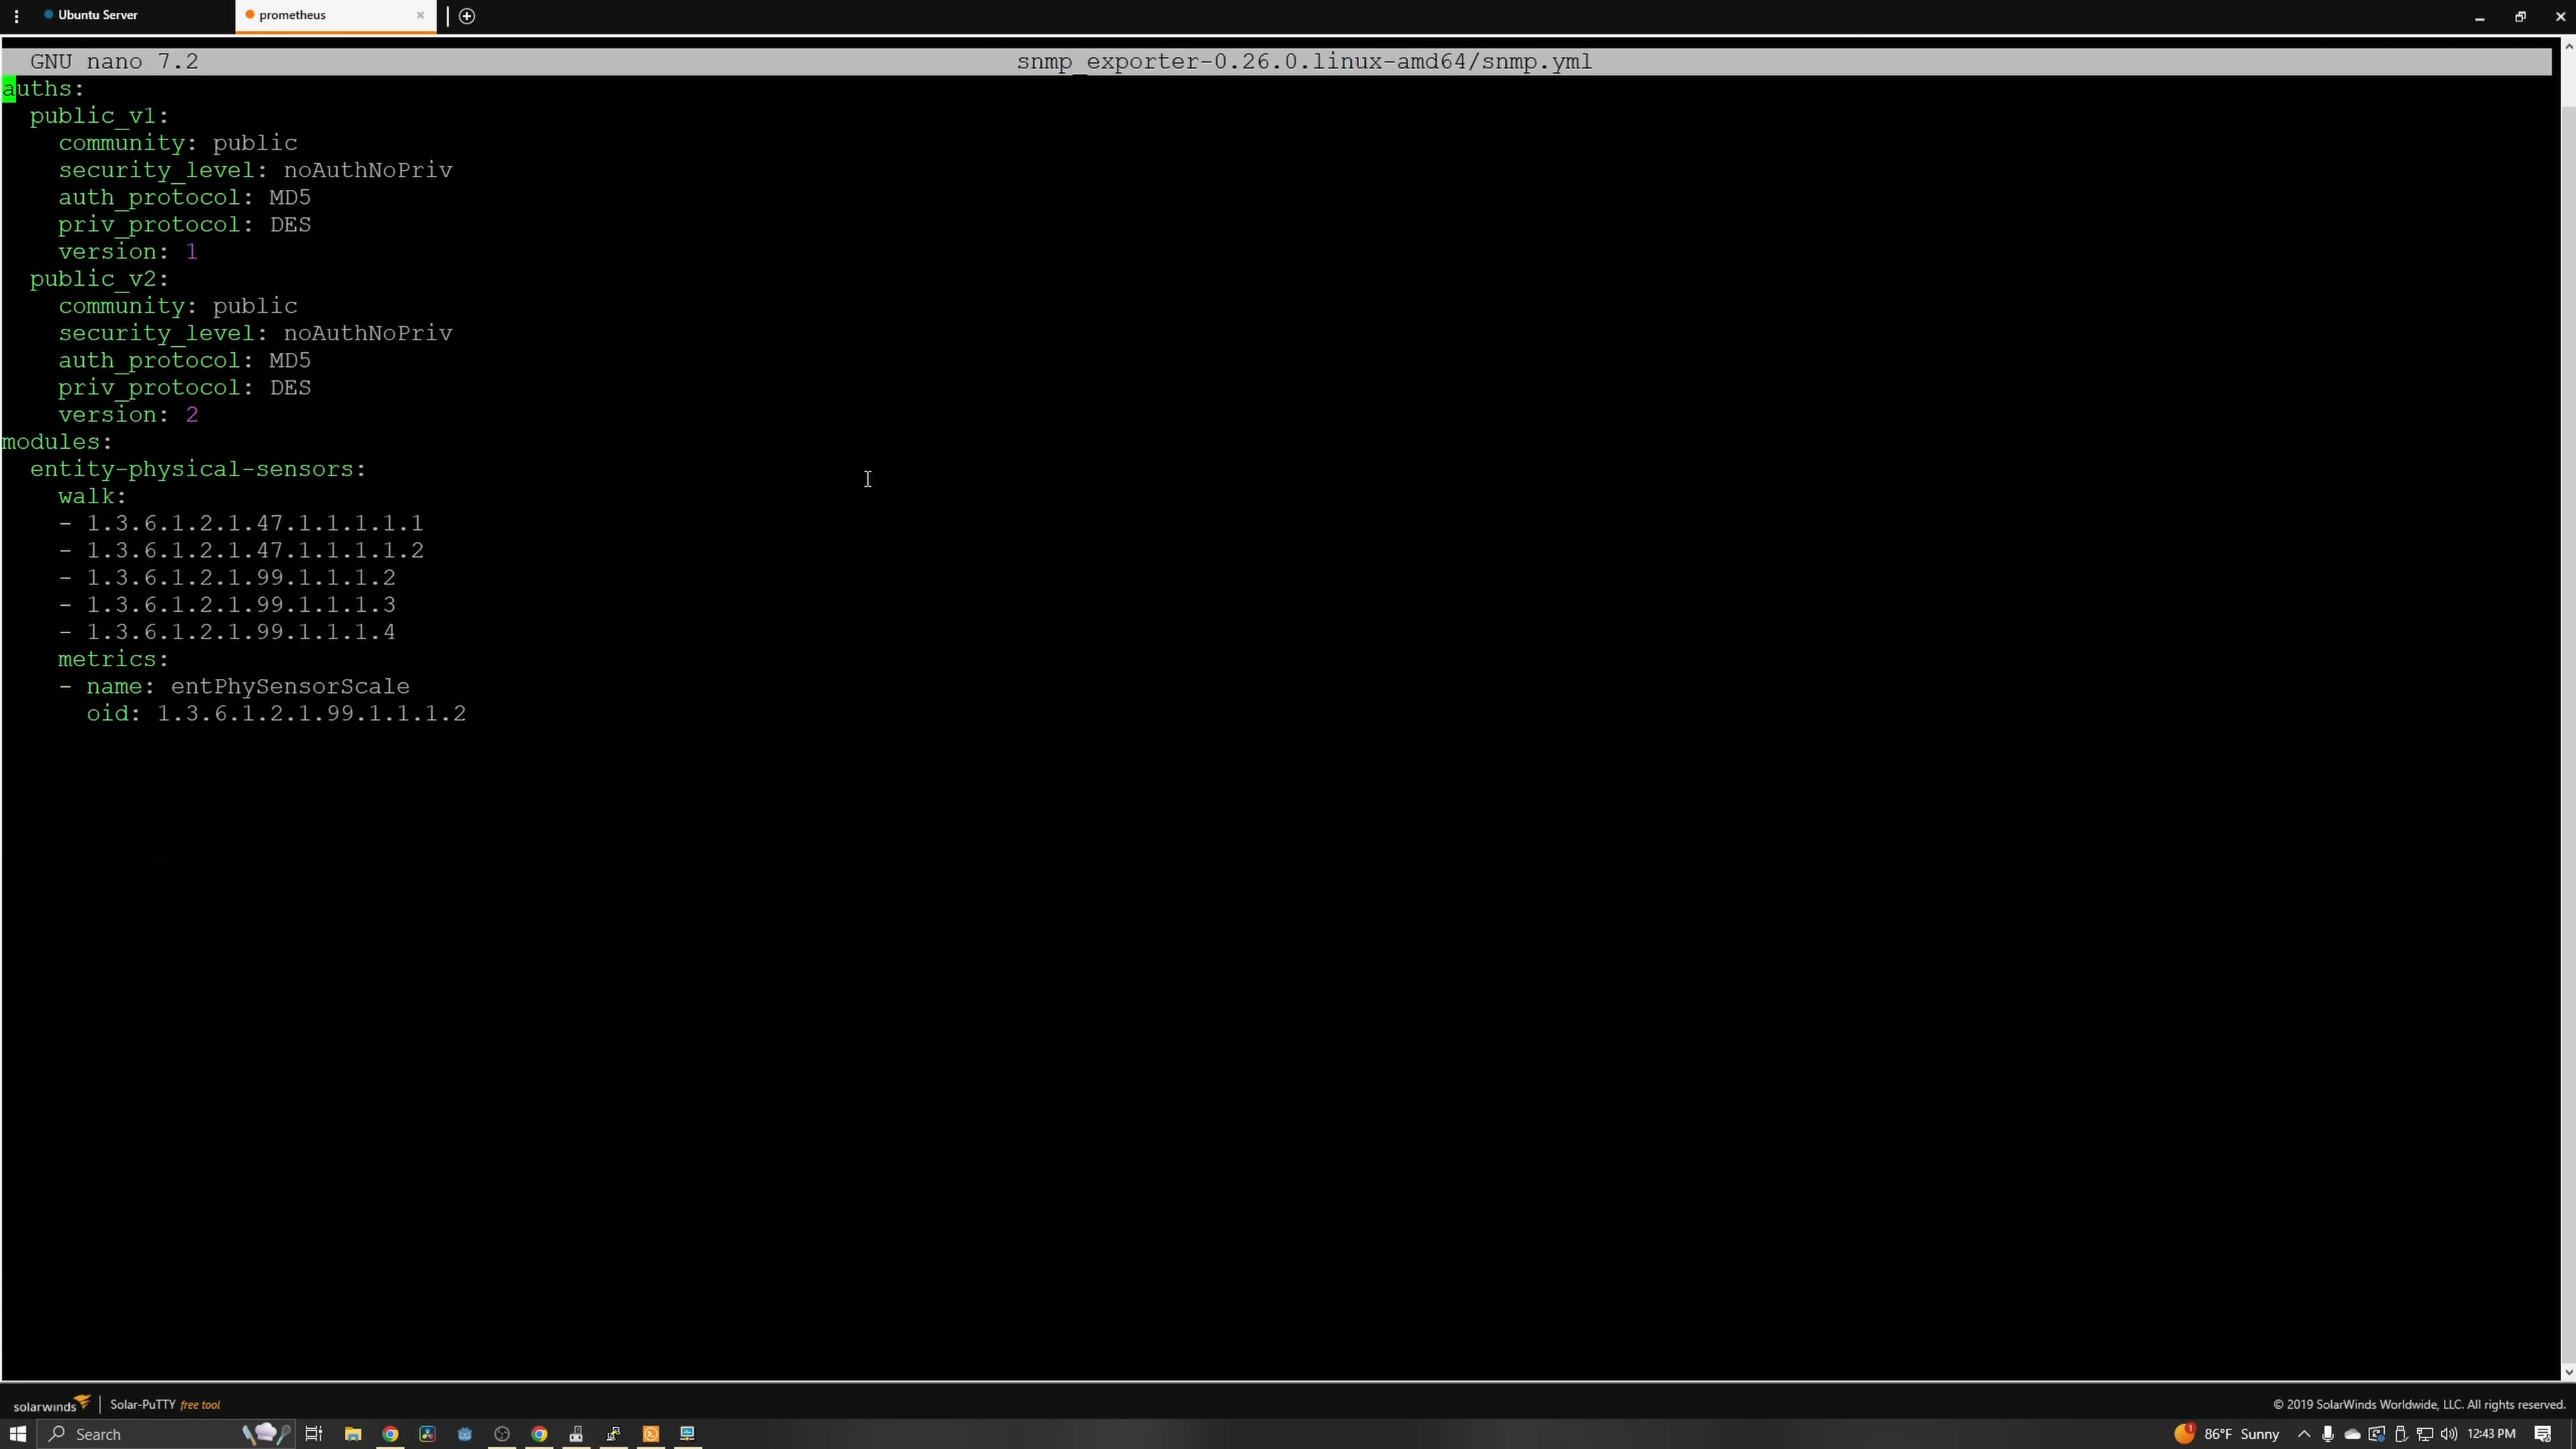 Ubuntu Server
prometheus
GNU nano 7.2 snmp_exporter-0.26.0.linux-amd64/snmp.yml
auths:
  public_v1:
    community: public
    security_level: noAuthNoPriv
    auth_protocol: MD5
    priv_protocol: DES
    version: 1
  public_v2:
    community: public
    security_level: noAuthNoPriv
    auth_protocol: MD5
    priv_protocol: DES
    version: 2
modules:
  entity-physical-sensors:
    walk:
    - 1.3.6.1.2.1.47.1.1.1.1.1
    - 1.3.6.1.2.1.47.1.1.1.1.2
    - 1.3.6.1.2.1.99.1.1.1.2
    - 1.3.6.1.2.1.99.1.1.1.3
    - 1.3.6.1.2.1.99.1.1.1.4
    metrics:
    - name: entPhySensorScale
      oid: 1.3.6.1.2.1.99.1.1.1.2
solarwinds | Solar-PuTTY free tool
© 2019 SolarWinds Worldwide, LLC. All rights reserved.
Search
1
86°F Sunny
12:43 PM